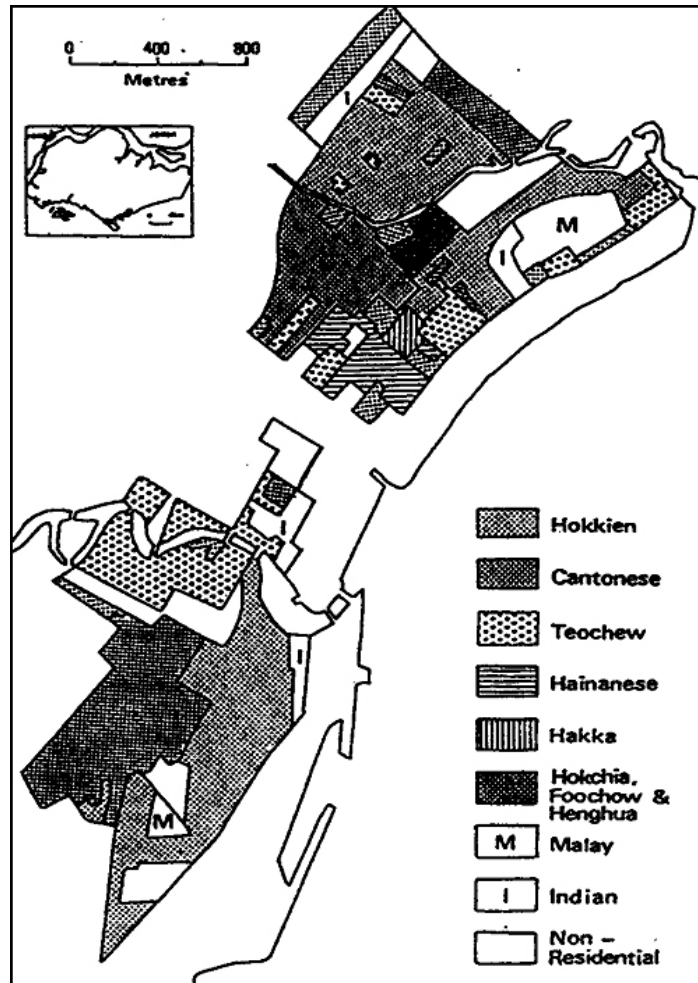 0 400 800
Metres
I
M
I
I
I
M
Hokkien
Cantonese
Teochew
Hainanese
Hakka
Hokchia,
Foochow &
Henghua
M Malay
I Indian
Non –
Residential